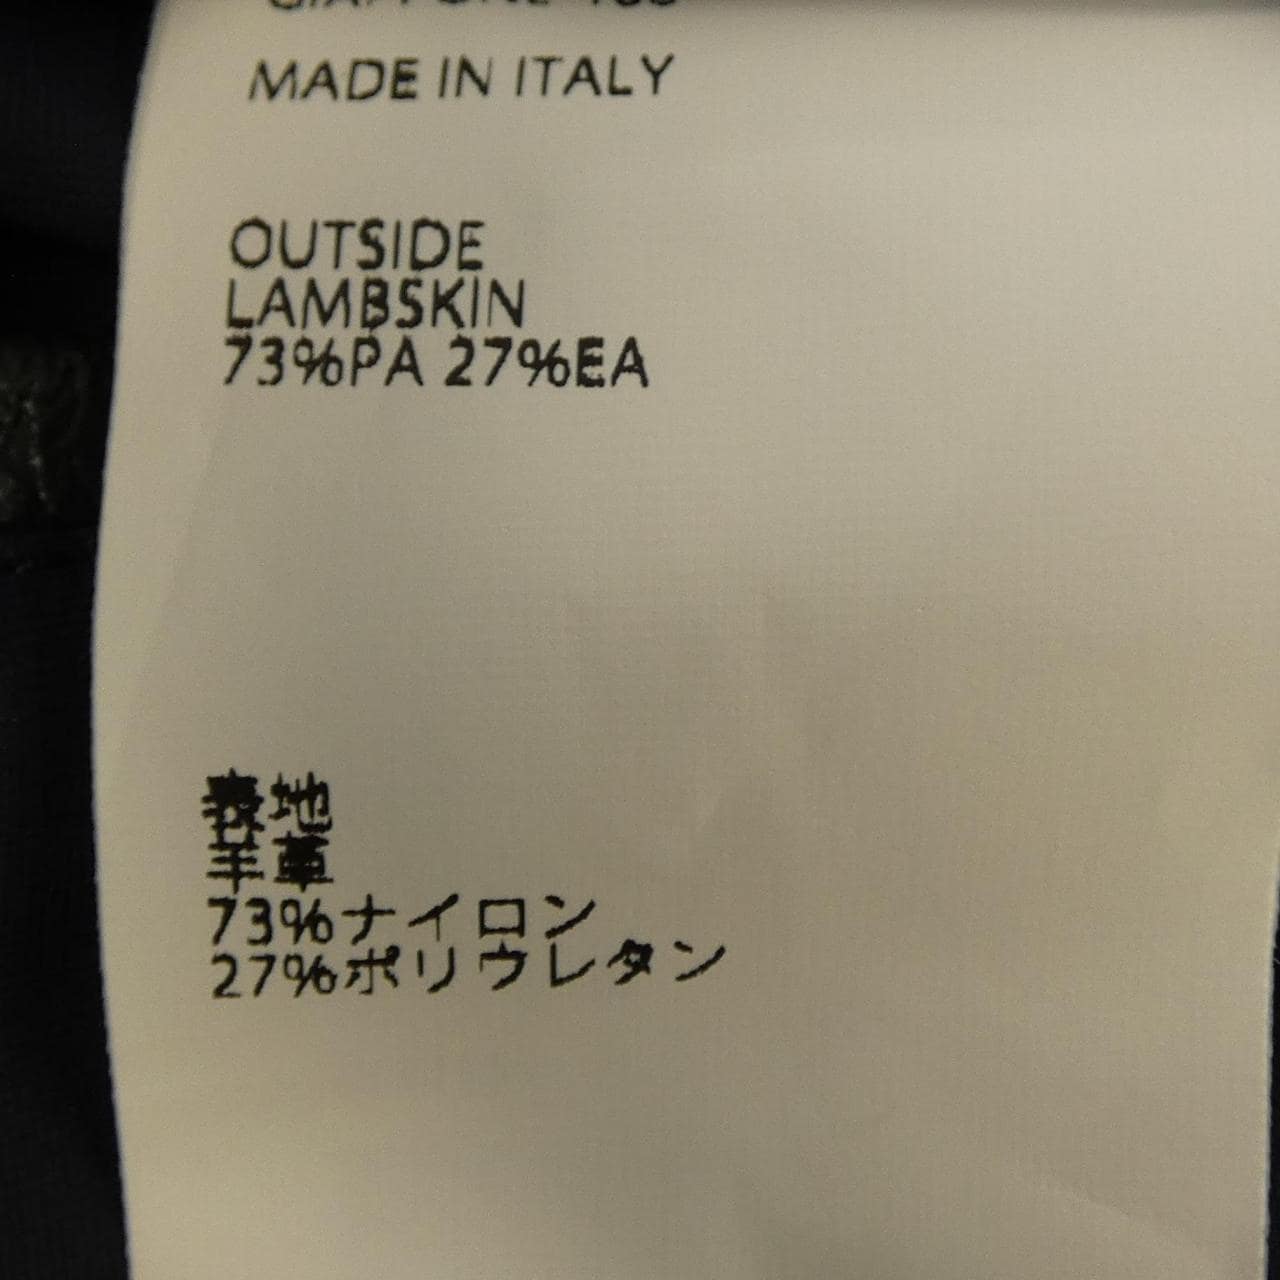 MADE IN ITALY
OUTSIDE
LAMBSKIN
73%PA 27%EA
表地
羊革
73%ナイロン
27%ポリウレタン